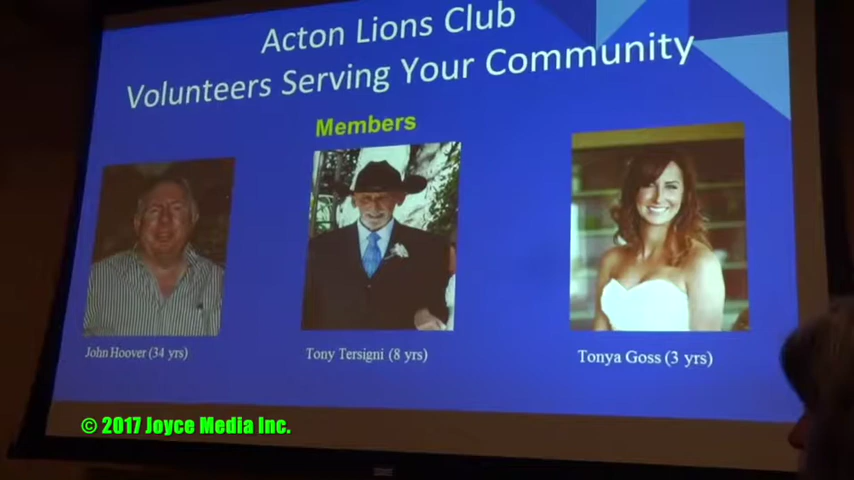 Acton Lions Club
Volunteers Serving Your Community
Members
John Hoover (34 yrs)
Tony Tersigni (8 yrs)
Tonya Goss (3 yrs)
© 2017 Joyce Media Inc.